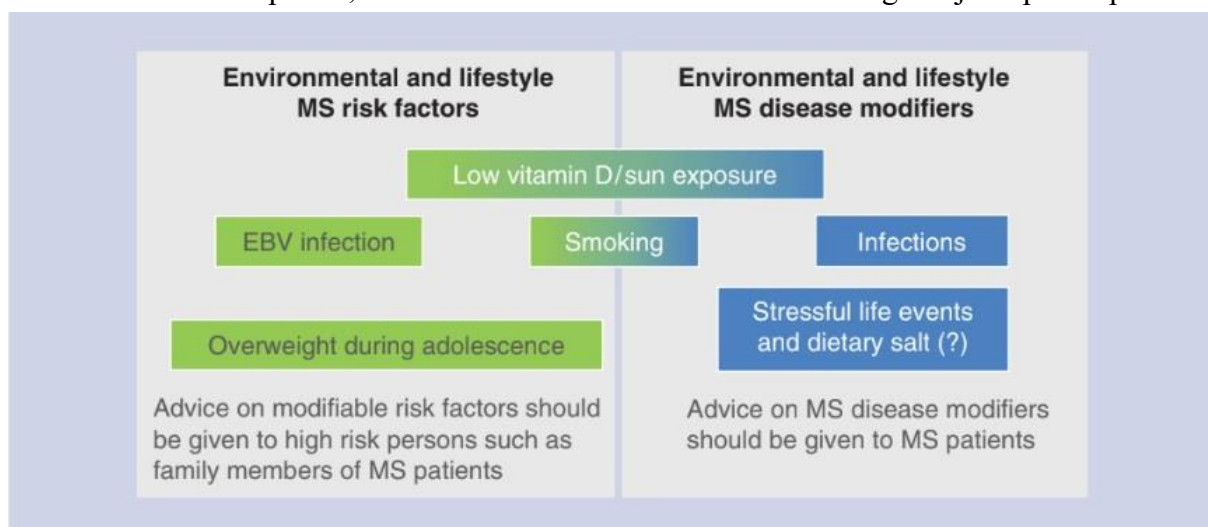 Environmental and lifestyle
MS risk factors
Environmental and lifestyle
MS disease modifiers
Low vitamin D/sun exposure
EBV infection
Smoking
Infections
Overweight during adolescence
Stressful life events
and dietary salt (?)
Advice on modifiable risk factors should
be given to high risk persons such as
family members of MS patients
Advice on MS disease modifiers
should be given to MS patients